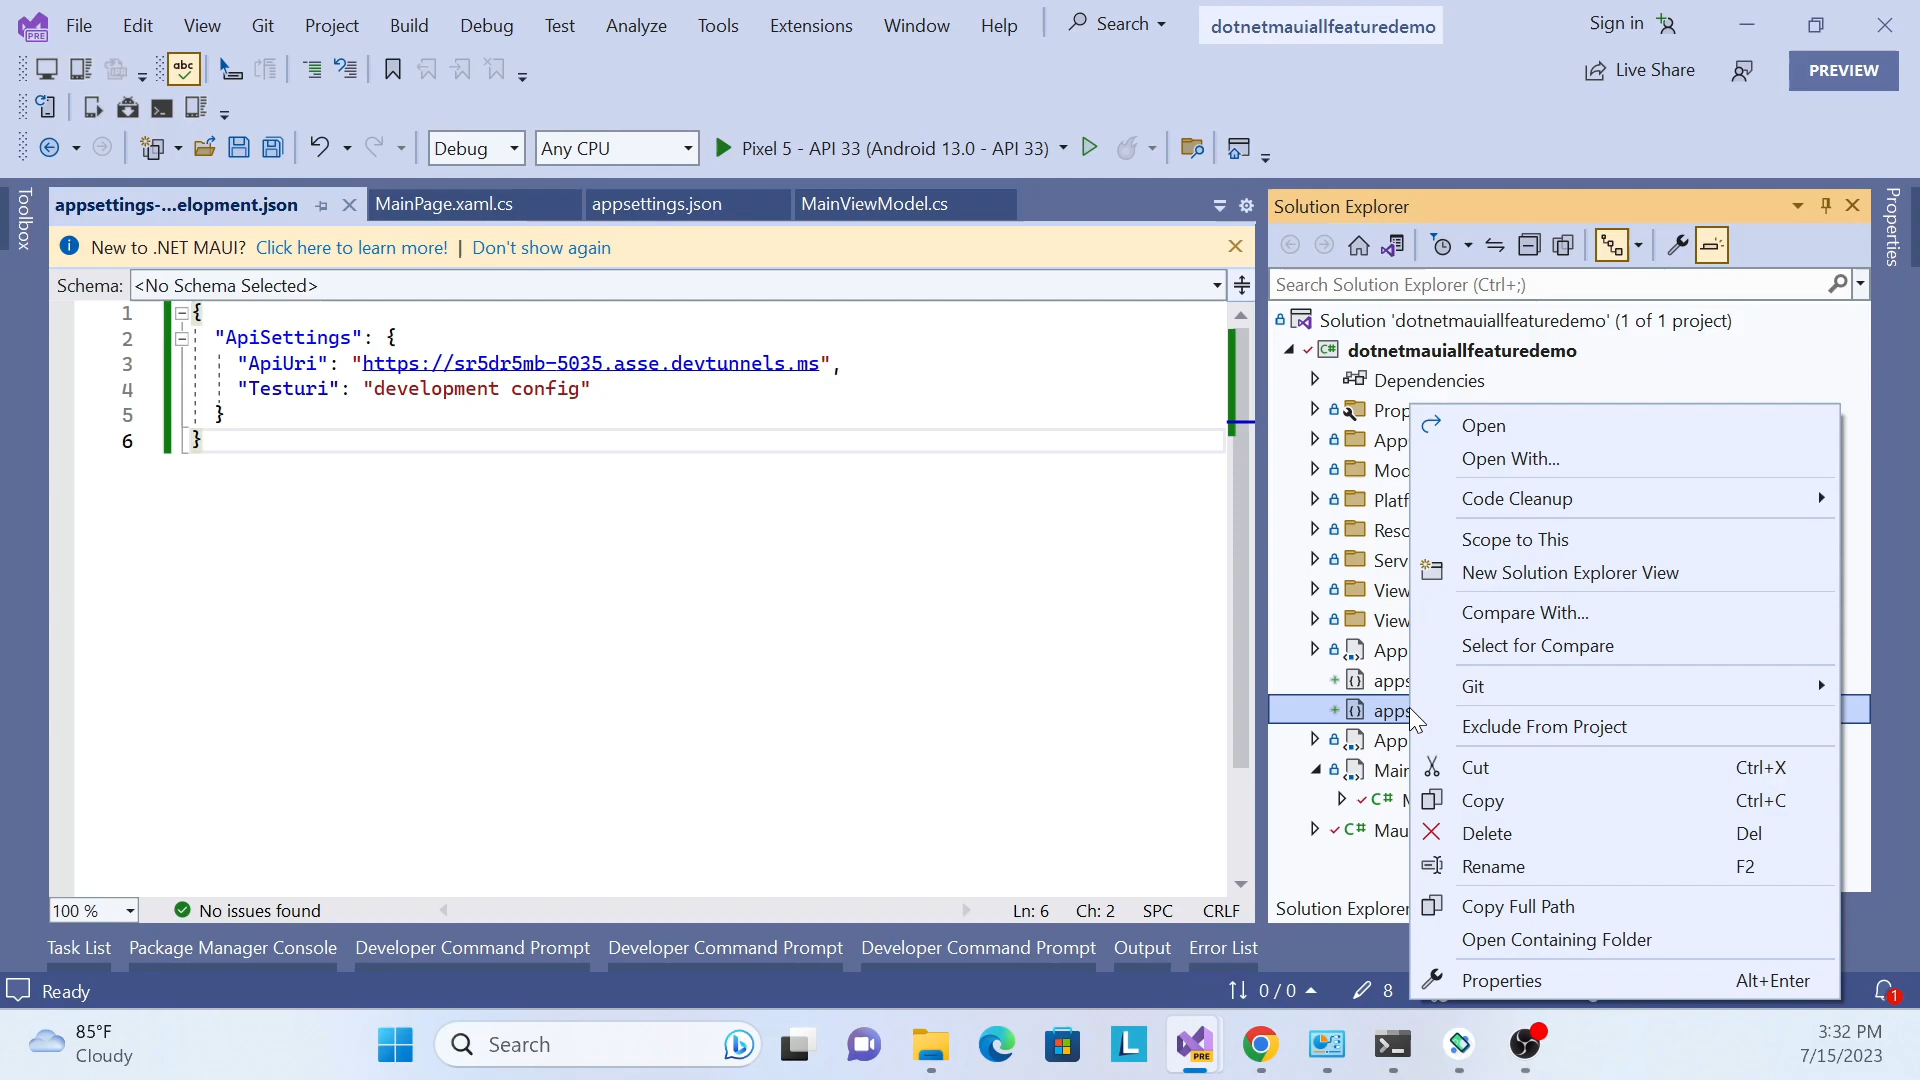 File Edit View Git Project Build Debug Test Analyze Tools Extensions Window Help Search dotnetmauiallfeaturedemo Sign in
PRE
abc
Live Share PREVIEW
Debug Any CPU Pixel 5 - API 33 (Android 13.0 - API 33)
Toolbox
appsettings-...elopment.json MainPage.xaml.cs appsettings.json MainViewModel.cs
New to .NET MAUI? Click here to learn more! | Don't show again
Schema: <No Schema Selected>
1 {
2 "ApiSettings": {
3 "ApiUri": "https://sr5dr5mb-5035.asse.devtunnels.ms",
4 "Testuri": "development config"
5 }
6 }
100 % No issues found Ln: 6 Ch: 2 SPC CRLF
Task List Package Manager Console Developer Command Prompt Developer Command Prompt Developer Command Prompt Output Error List
Solution Explorer
Properties
Search Solution Explorer (Ctrl+;)
Solution 'dotnetmauiallfeaturedemo' (1 of 1 project)
C# dotnetmauiallfeaturedemo
Dependencies
Prop
App
Mod
Platf
Reso
Serv
View
View
App
apps
apps
App
Main
C# M
C# Mau
Solution Explorer
Open
Open With...
Code Cleanup
Scope to This
New Solution Explorer View
Compare With...
Select for Compare
Git
Exclude From Project
Cut Ctrl+X
Copy Ctrl+C
Delete Del
Rename F2
Copy Full Path
Open Containing Folder
Properties Alt+Enter
Ready 0 / 0 8 1
85°F
Cloudy
Search
L
PRE
3:32 PM
7/15/2023